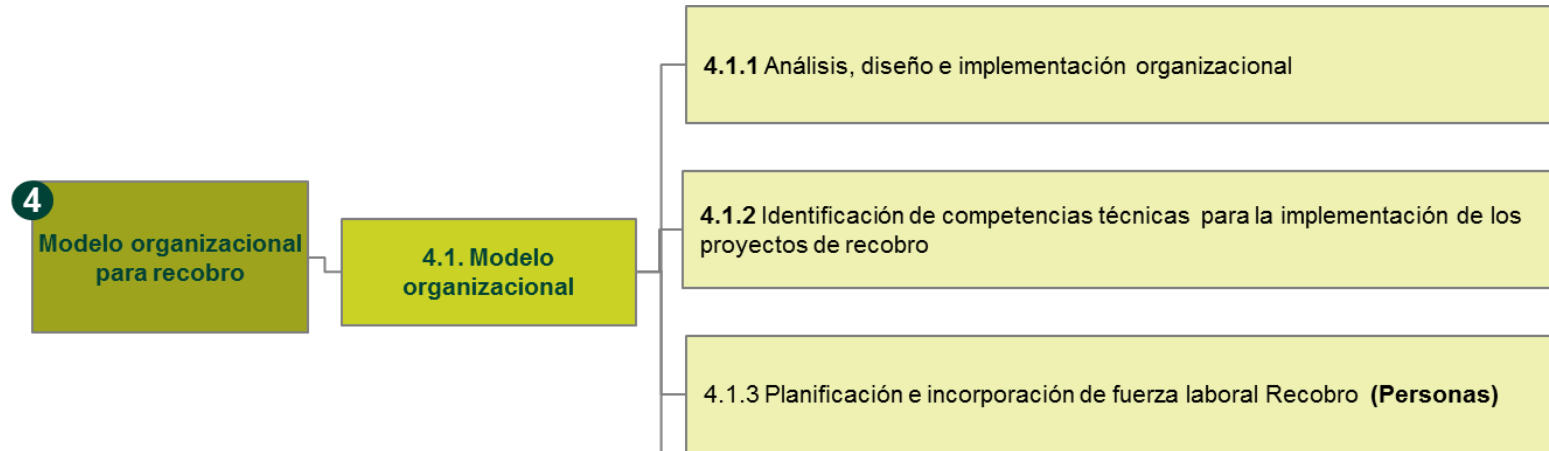 4
Modelo organizacional
para recobro
4.1. Modelo
organizacional
4.1.1 Análisis, diseño e implementación organizacional
4.1.2 Identificación de competencias técnicas para la implementación de los
proyectos de recobro
4.1.3 Planificación e incorporación de fuerza laboral Recobro (Personas)